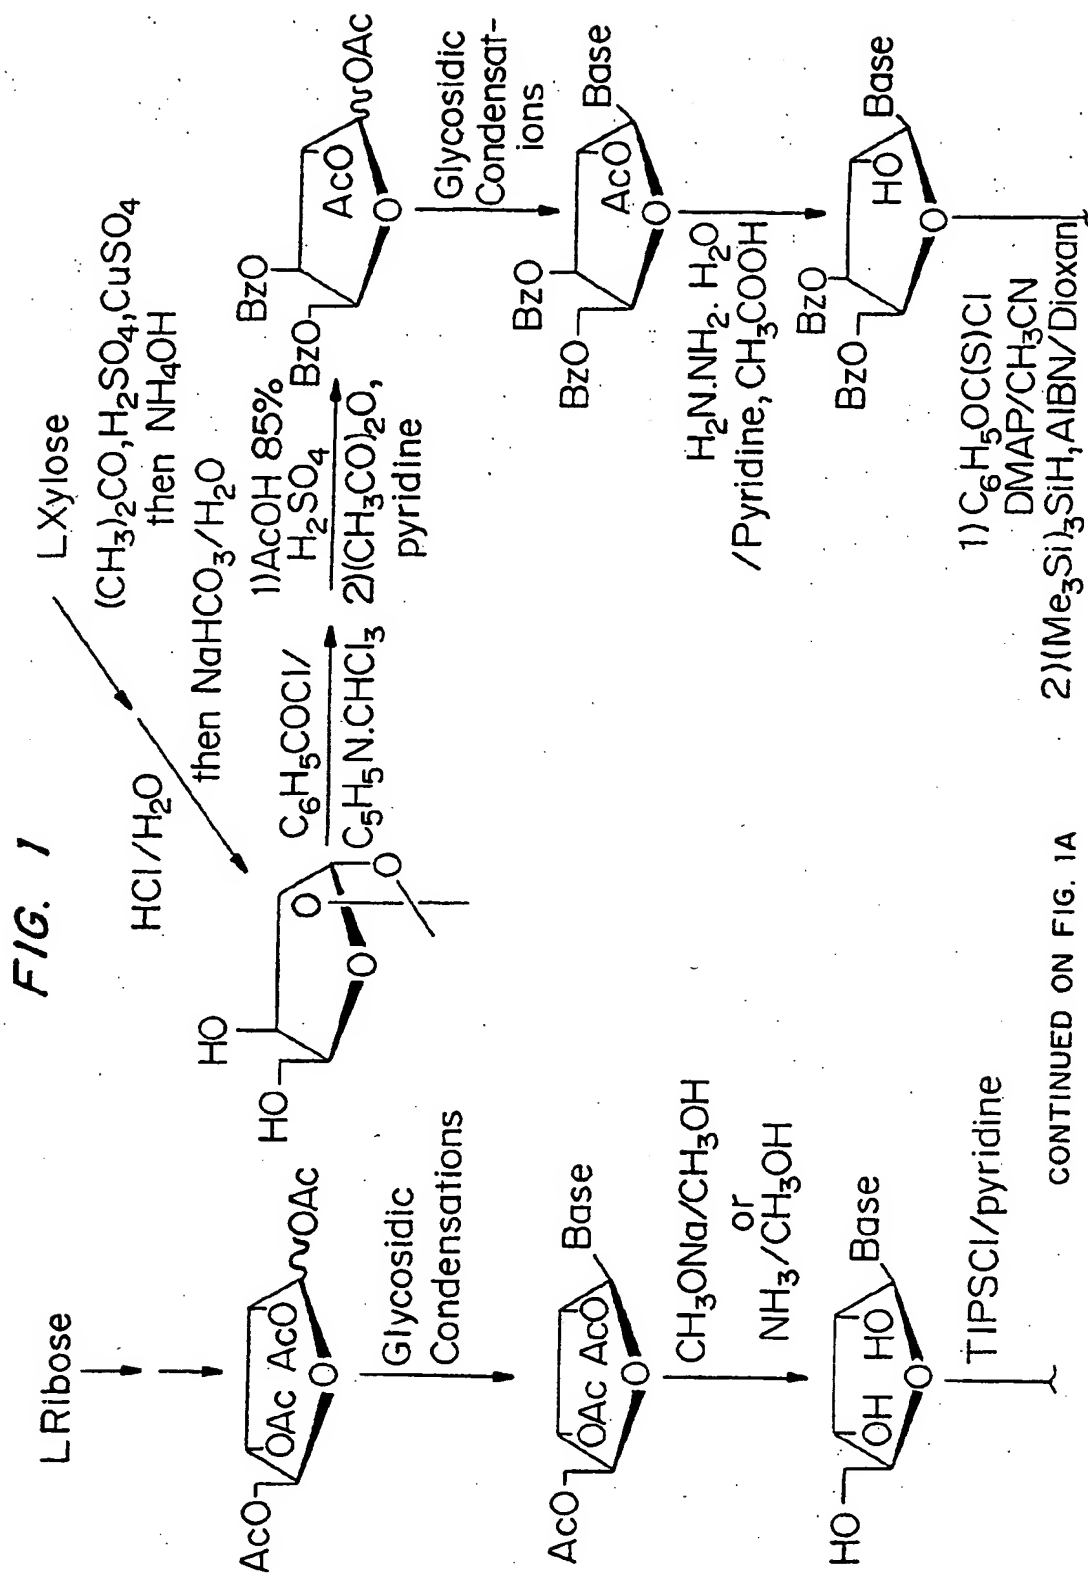 FIG. 1
LRibose
AcO
OAc AcO
OAc
O
Glycosidic
Condensations
AcO
OAc AcO
Base
O
CH3ONa/CH3OH
or
NH3/CH3OH
HO
OH HO
Base
O
TIPSCl/pyridine
LXylose
(CH3)2CO,H2SO4,CuSO4
then NH4OH
HCl/H2O
then NaHCO3/H2O
HO
HO
O
O
O
C6H5COCl/
C5H5N.CHCl3
1)AcOH 85%
H2SO4
2)(CH3CO)2O,
pyridine
BzO
BzO
AcO
OAc
O
Glycosidic
Condensat-
ions
BzO
BzO
AcO
Base
O
H2N.NH2. H2O
/Pyridine, CH3COOH
BzO
BzO
HO
Base
O
1)C6H5OC(S)Cl
DMAP/CH3CN
2)(Me3Si)3SiH,AIBN/Dioxan
CONTINUED ON FIG. 1A